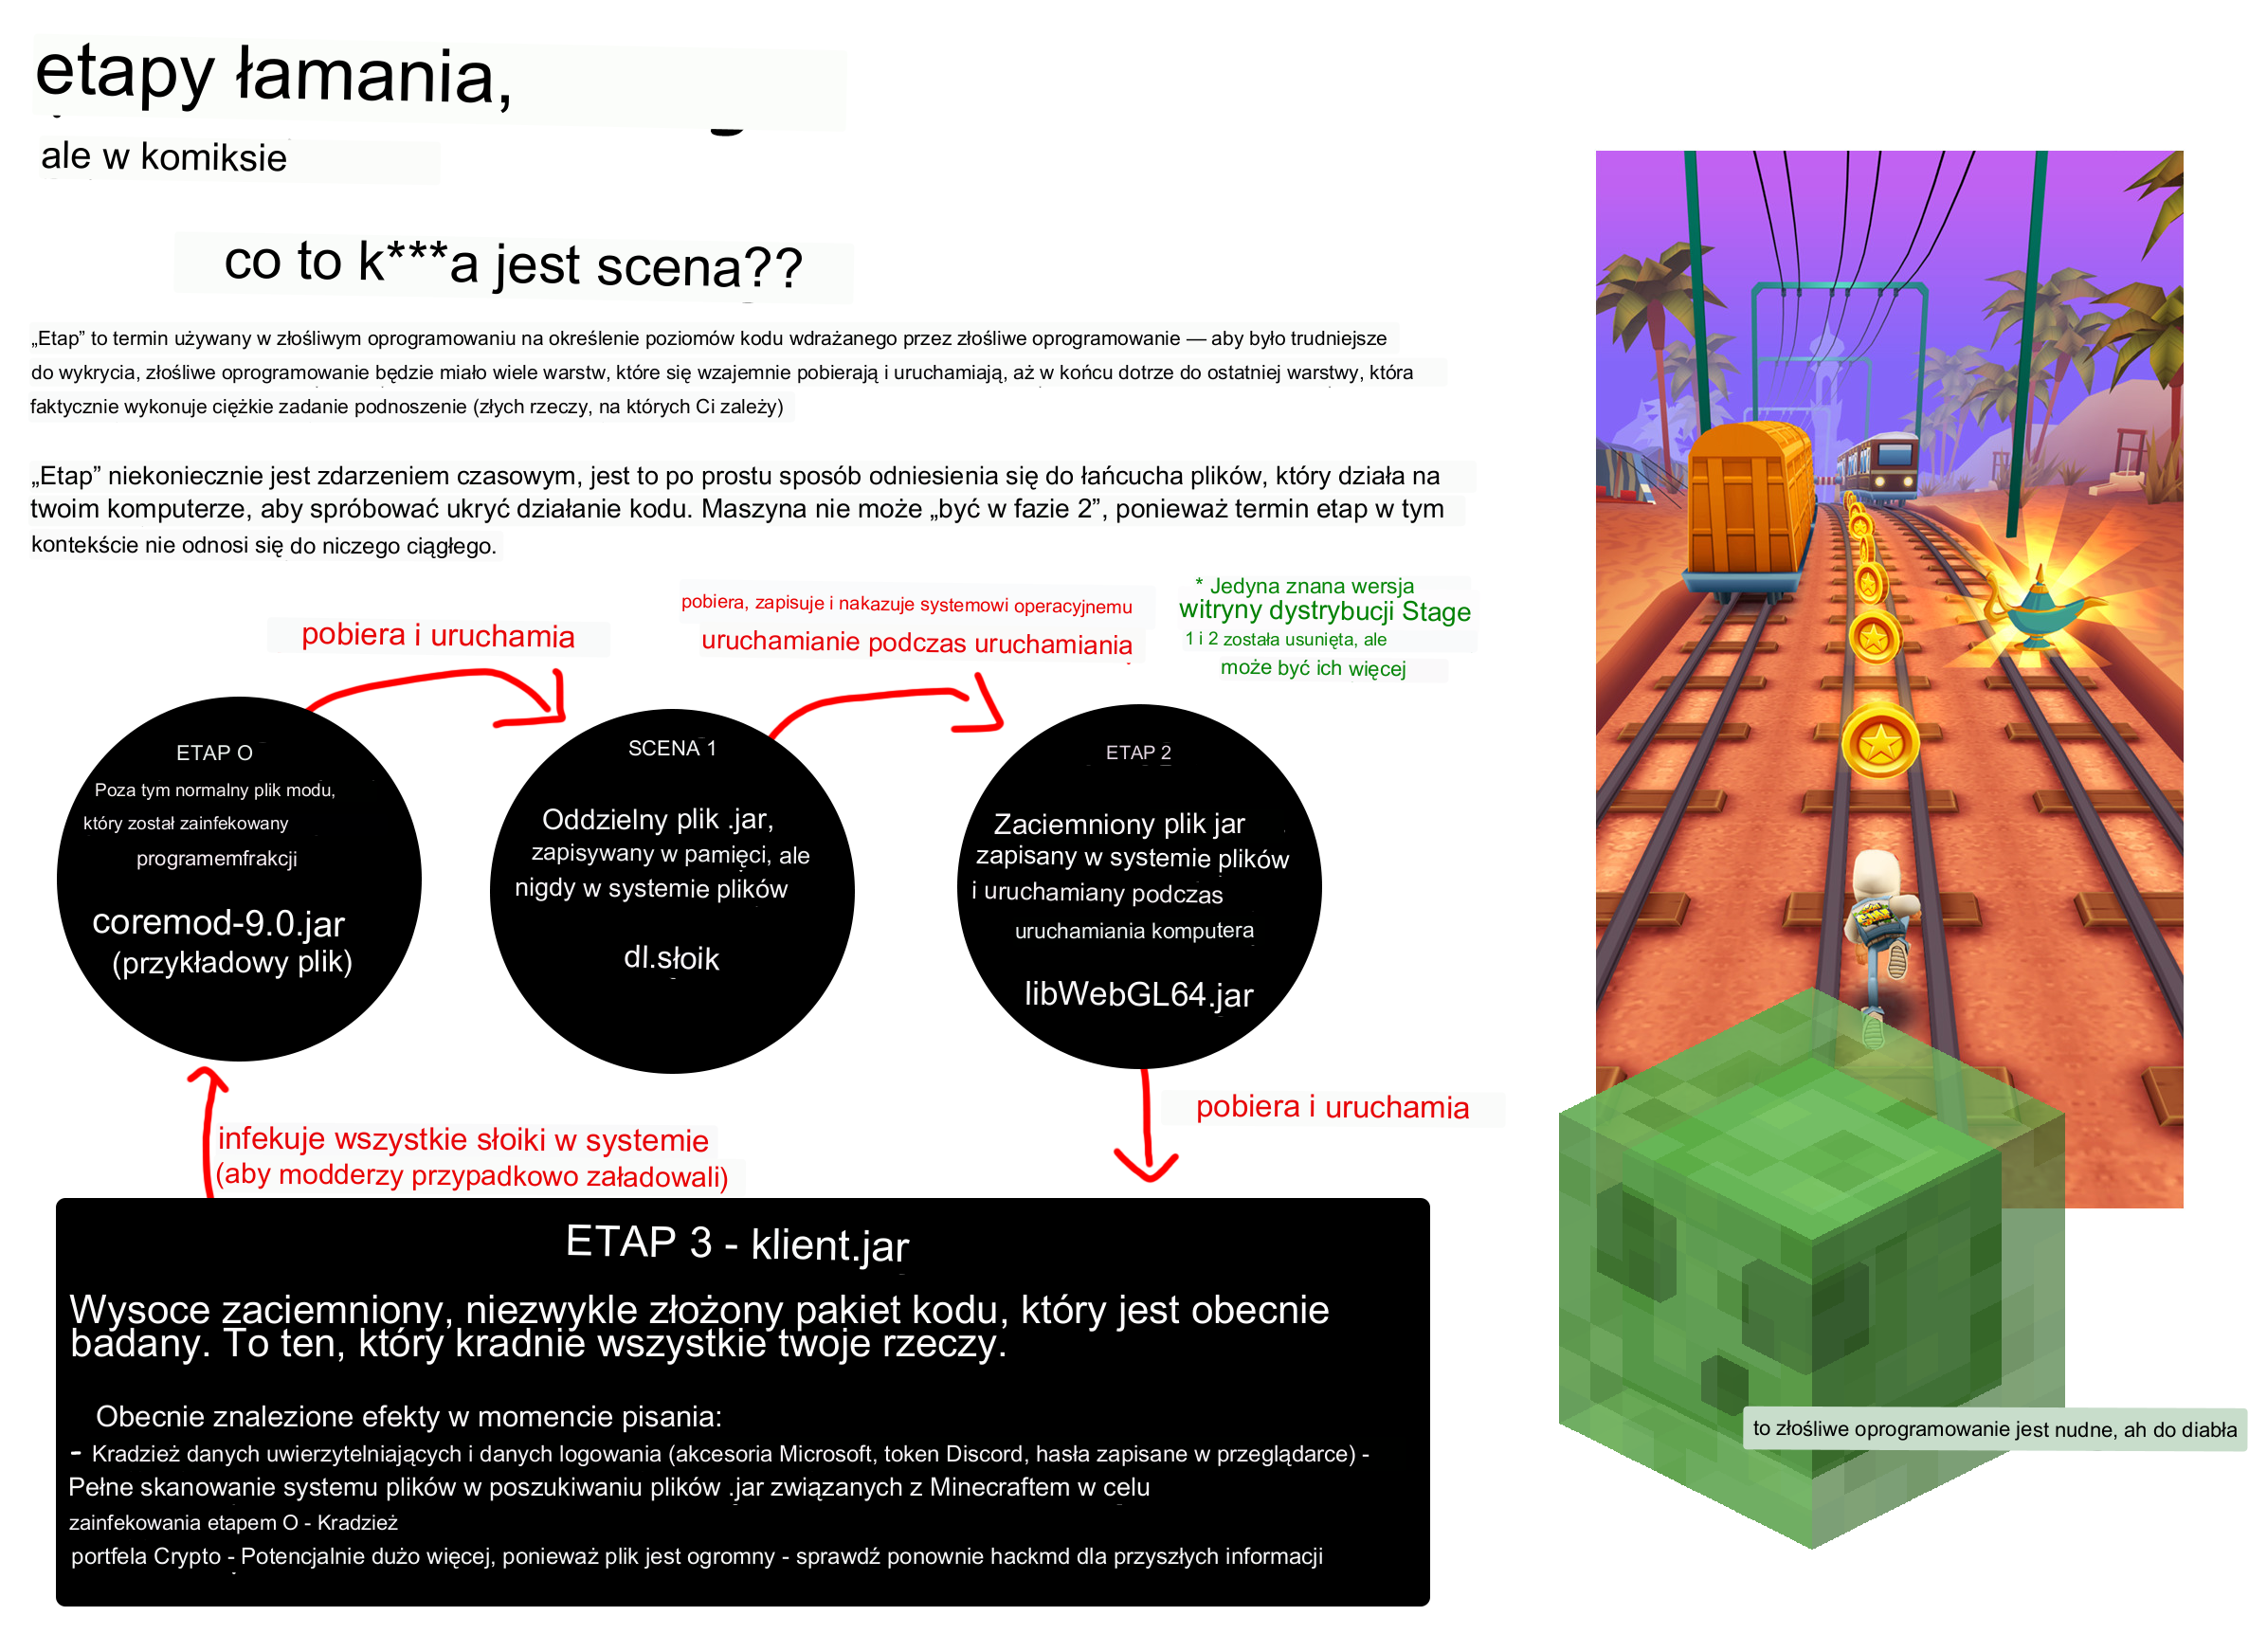 etapy łamania,
ale w komiksie
co to k***a jest scena??
„Etap” to termin używany w złośliwym oprogramowaniu na określenie poziomów kodu wdrażanego przez złośliwe oprogramowanie — aby było trudniejsze
do wykrycia, złośliwe oprogramowanie będzie miało wiele warstw, które się wzajemnie pobierają i uruchamiają, aż w końcu dotrze do ostatniej warstwy, która
faktycznie wykonuje ciężkie zadanie podnoszenie (złych rzeczy, na których Ci zależy)
„Etap” niekoniecznie jest zdarzeniem czasowym, jest to po prostu sposób odniesienia się do łańcucha plików, który działa na
twoim komputerze, aby spróbować ukryć działanie kodu. Maszyna nie może „być w fazie 2”, ponieważ termin etap w tym
kontekście nie odnosi się do niczego ciągłego.
pobiera i uruchamia
pobiera, zapisuje i nakazuje systemowi operacyjnemu
uruchamianie podczas uruchamiania
* Jedyna znana wersja
witryny dystrybucji Stage
1 i 2 została usunięta, ale
może być ich więcej
ETAP O
Poza tym normalny plik modu,
który został zainfekowany
programemfrakcji
coremod-9.0.jar
(przykładowy plik)
SCENA 1
Oddzielny plik .jar,
zapisywany w pamięci, ale
nigdy w systemie plików
dl.słoik
ETAP 2
Zaciemniony plik jar
zapisany w systemie plików
i uruchamiany podczas
uruchamiania komputera
libWebGL64.jar
infekuje wszystkie słoiki w systemie
(aby modderzy przypadkowo załadowali)
pobiera i uruchamia
ETAP 3 - klient.jar
Wysoce zaciemniony, niezwykle złożony pakiet kodu, który jest obecnie
badany. To ten, który kradnie wszystkie twoje rzeczy.
Obecnie znalezione efekty w momencie pisania:
- Kradzież danych uwierzytelniających i danych logowania (akcesoria Microsoft, token Discord, hasła zapisane w przeglądarce) -
Pełne skanowanie systemu plików w poszukiwaniu plików .jar związanych z Minecraftem w celu
zainfekowania etapem O - Kradzież
portfela Crypto - Potencjalnie dużo więcej, ponieważ plik jest ogromny - sprawdź ponownie hackmd dla przyszłych informacji
to złośliwe oprogramowanie jest nudne, ah do diabła